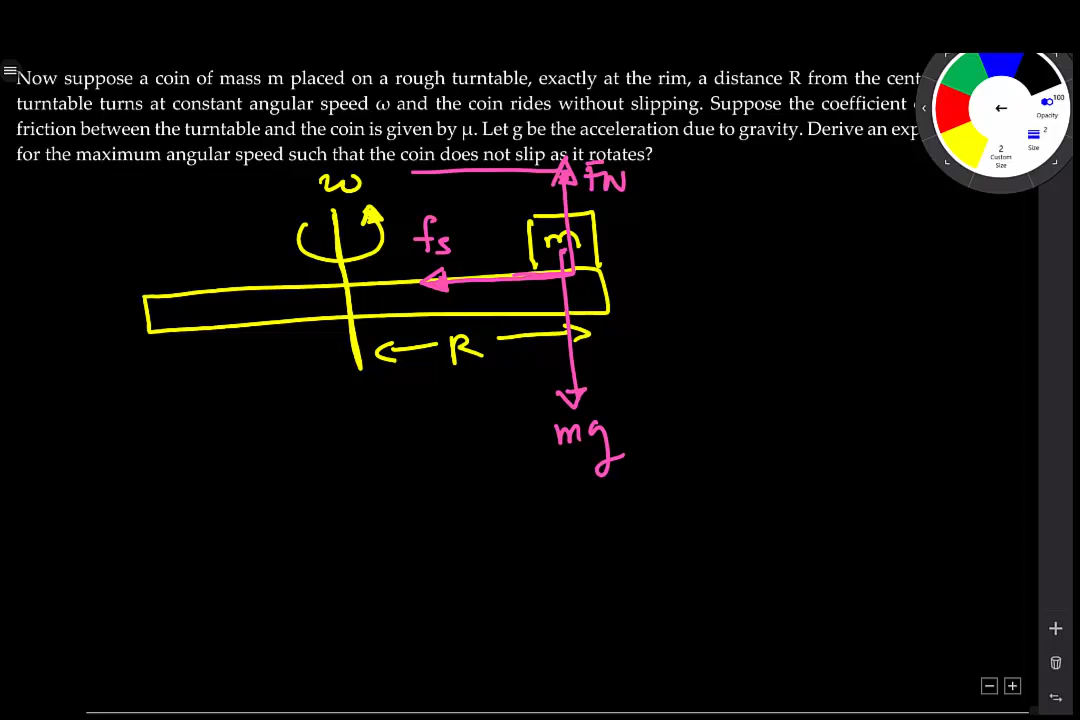 Now suppose a coin of mass m placed on a rough turntable, exactly at the rim, a distance R from the cent
turntable turns at constant angular speed ω and the coin rides without slipping. Suppose the coefficient
friction between the turntable and the coin is given by μ. Let g be the acceleration due to gravity. Derive an exp
for the maximum angular speed such that the coin does not slip as it rotates?
100
Opacity
2
Size
2
Custom
Size
ω
FN
fs
m
R
mg